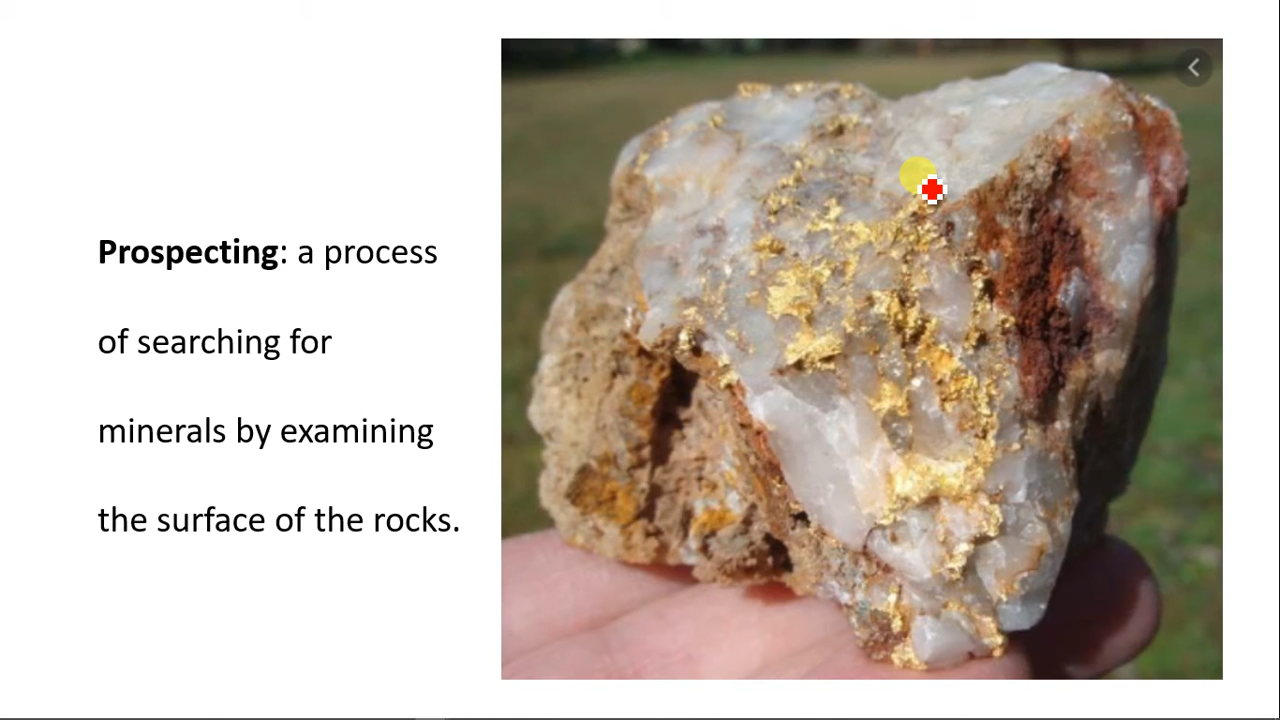 Prospecting: a process
of searching for
minerals by examining
the surface of the rocks.